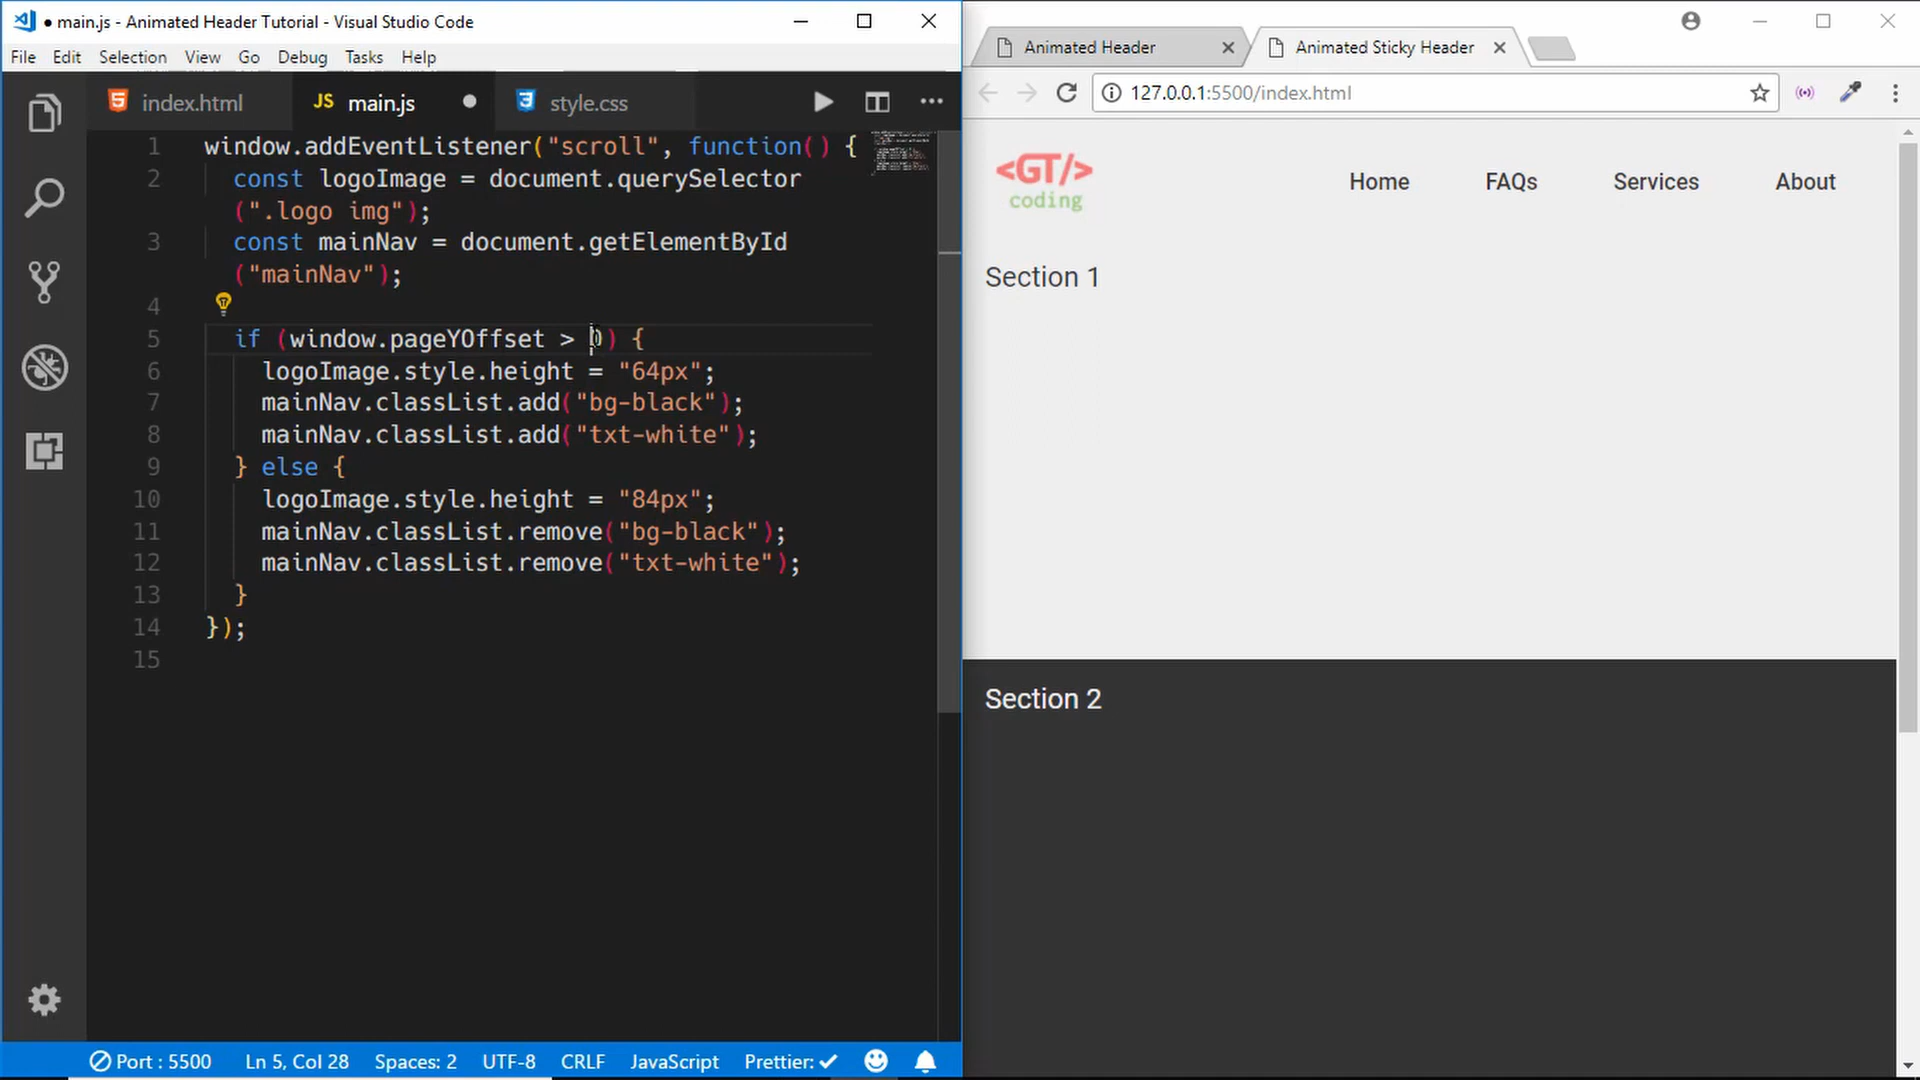 ● main.js - Animated Header Tutorial - Visual Studio Code
File Edit Selection View Go Debug Tasks Help
index.html
JS main.js
style.css
1 window.addEventListener("scroll", function() {
2 const logoImage = document.querySelector
(".logo img");
3 const mainNav = document.getElementById
("mainNav");
4
5 if (window.pageYOffset > 0) {
6 logoImage.style.height = "64px";
7 mainNav.classList.add("bg-black");
8 mainNav.classList.add("txt-white");
9 } else {
10 logoImage.style.height = "84px";
11 mainNav.classList.remove("bg-black");
12 mainNav.classList.remove("txt-white");
13 }
14 });
15
Port : 5500 Ln 5, Col 28 Spaces: 2 UTF-8 CRLF JavaScript Prettier: ✓
Animated Header
Animated Sticky Header
127.0.0.1:5500/index.html
<GT/>
coding
Home FAQs Services About
Section 1
Section 2